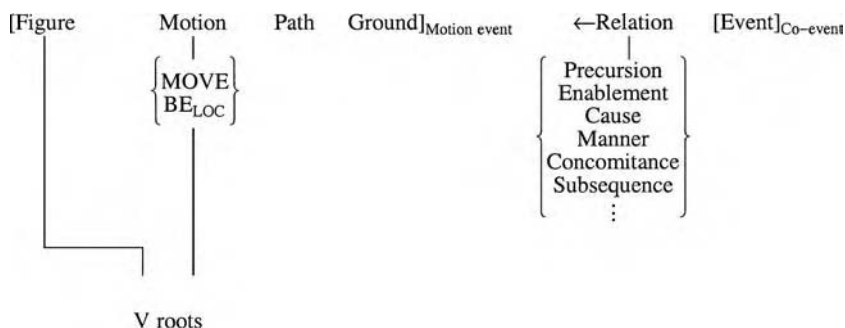 [Figure Motion Path Ground]Motion event ←Relation [Event]Co-event
MOVE
BELOC
Precursion
Enablement
Cause
Manner
Concomitance
Subsequence
⋮
V roots